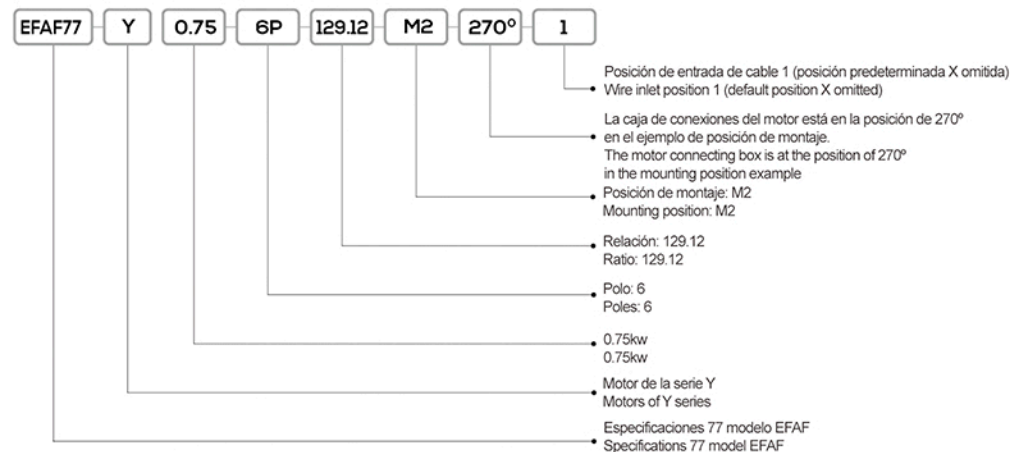 EFAF77 Y 0.75 6P 129.12 M2 270º 1
Posición de entrada de cable 1 (posición predeterminada X omitida)
Wire inlet position 1 (default position X omitted)
La caja de conexiones del motor está en la posición de 270º
en el ejemplo de posición de montaje.
The motor connecting box is at the position of 270º
in the mounting position example
Posición de montaje: M2
Mounting position: M2
Relación: 129.12
Ratio: 129.12
Polo: 6
Poles: 6
0.75kw
0.75kw
Motor de la serie Y
Motors of Y series
Especificaciones 77 modelo EFAF
Specifications 77 model EFAF